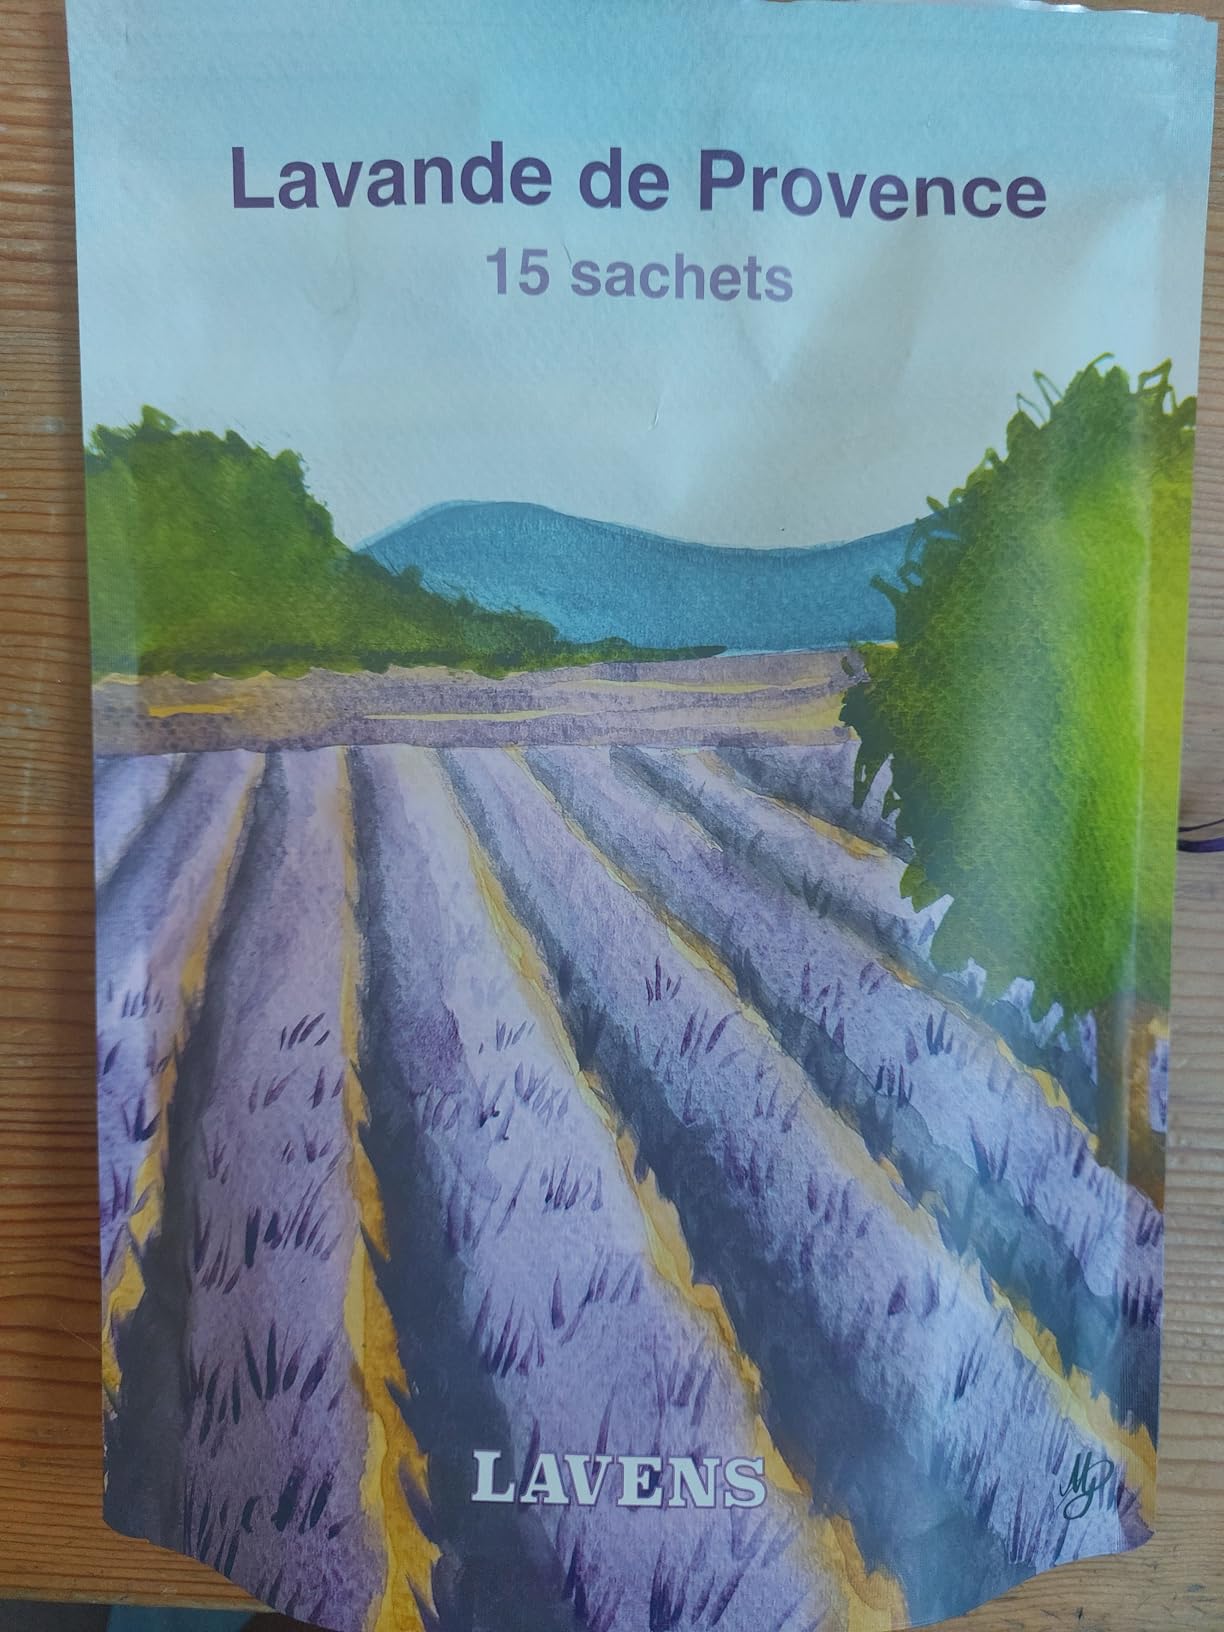 Lavande de Provence
15 sachets
LAVENS